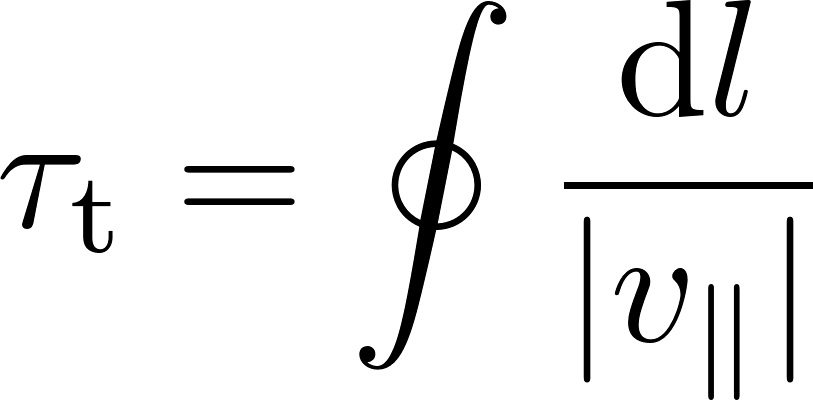 τ_t = ∮ dl / |v_∥|